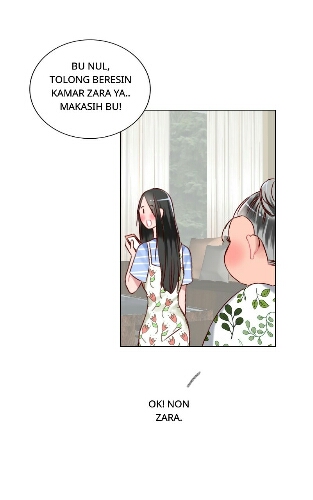 BU NUL,
TOLONG BERESIN
KAMAR ZARA YA..
MAKASIH BU!
OK! NON
ZARA.